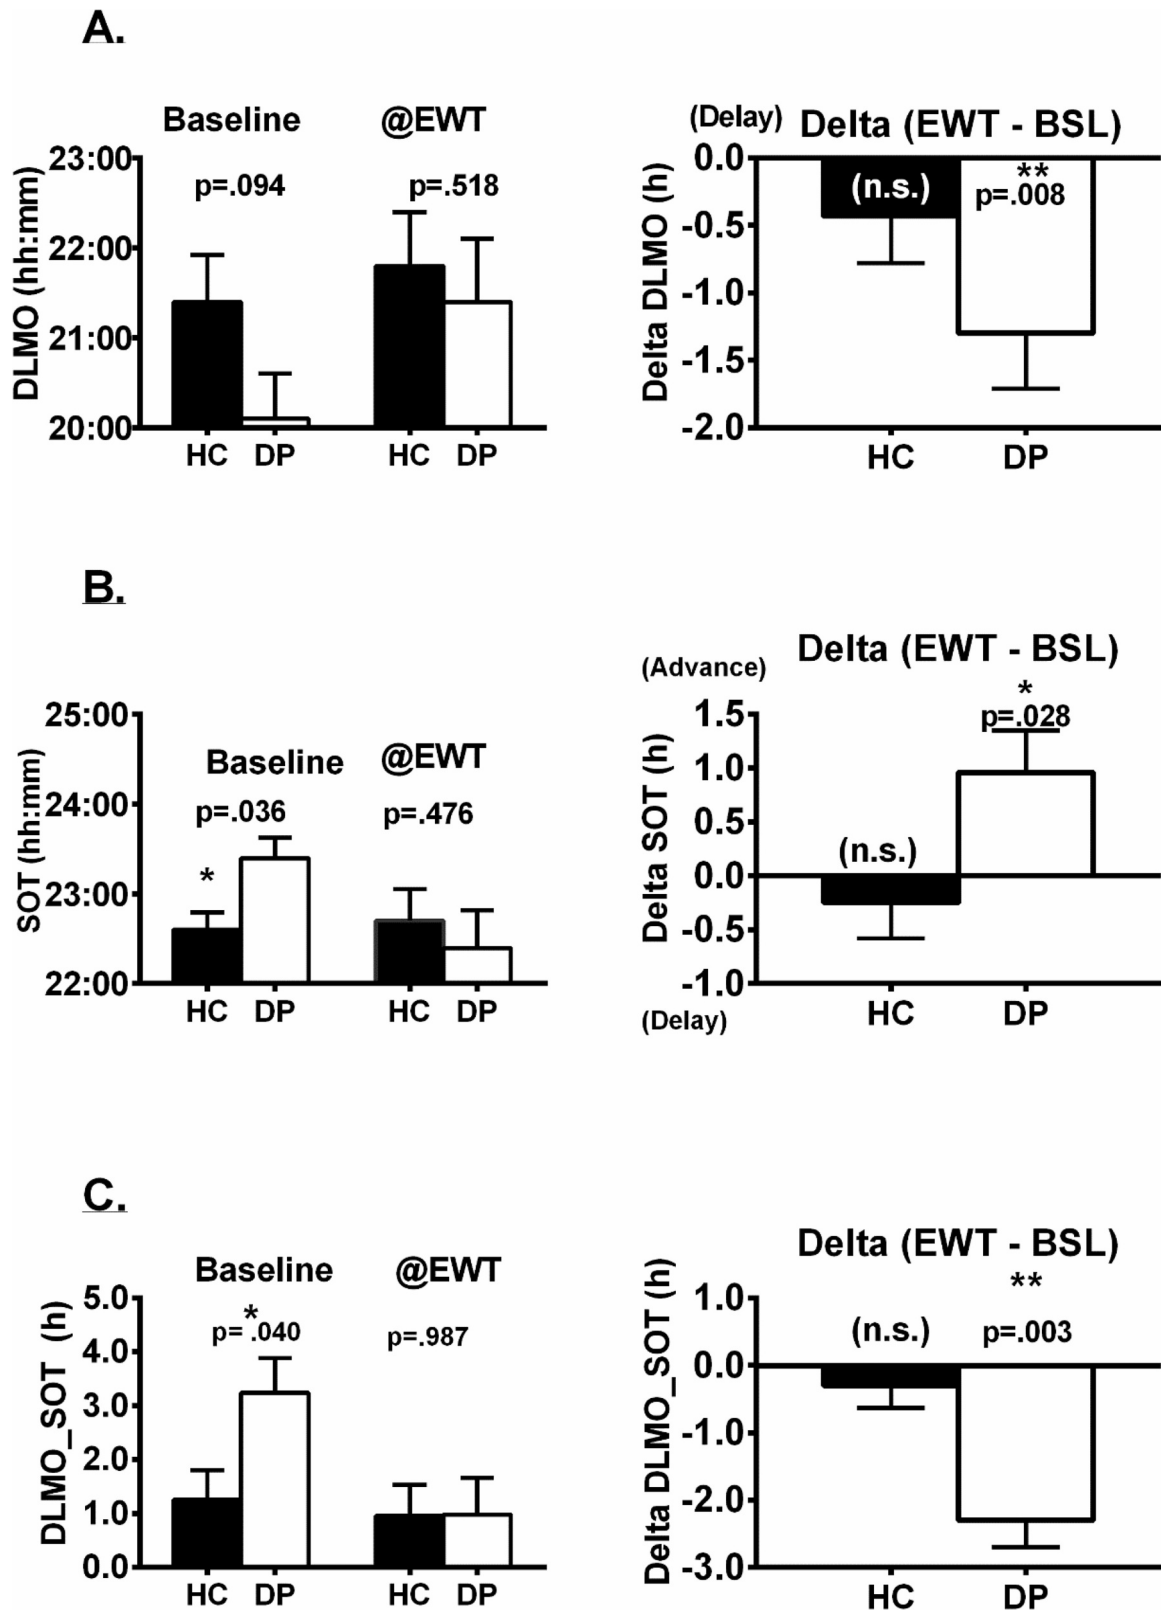 A.
Baseline @EWT
p=.094 p=.518
DLMO (hh:mm)
23:00
22:00
21:00
20:00
HC DP HC DP
(Delay) Delta (EWT - BSL)
Delta DLMO (h)
0.0
-0.5
-1.0
-1.5
-2.0
(n.s.)
**
p=.008
HC DP
B.
SOT (hh:mm)
25:00
24:00
23:00
22:00
Baseline @EWT
p=.036 p=.476
*
HC DP HC DP
Delta (EWT - BSL)
(Advance)
*
p=.028
Delta SOT (h)
1.5
1.0
0.5
0.0
-0.5
-1.0
(n.s.)
(Delay)
HC DP
C.
Baseline @EWT
*
p= .040 p=.987
DLMO_SOT (h)
5.0
4.0
3.0
2.0
1.0
0.0
HC DP HC DP
Delta (EWT - BSL)
**
(n.s.) p=.003
Delta DLMO_SOT (h)
1.0
0.0
-1.0
-2.0
-3.0
HC DP